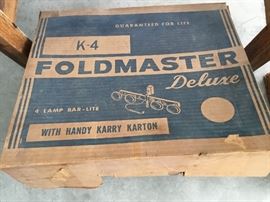 GUARANTEED FOR LIFE
K-4
FOLDMASTER
Deluxe
4 LAMP BAR-LITE
WITH HANDY KARRY KARTON